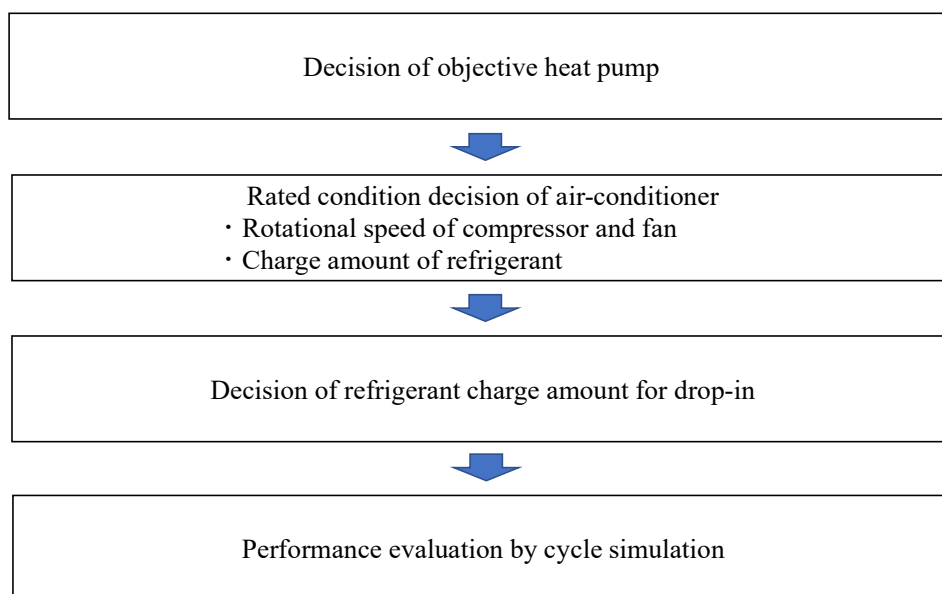 Decision of objective heat pump
Rated condition decision of air-conditioner
・Rotational speed of compressor and fan
・Charge amount of refrigerant
Decision of refrigerant charge amount for drop-in
Performance evaluation by cycle simulation